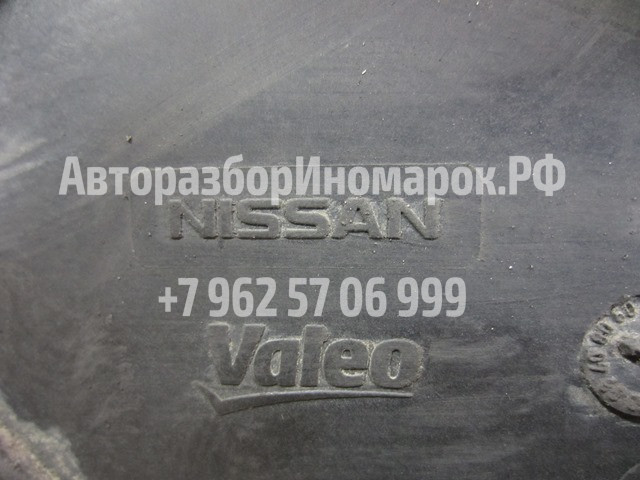 АвторазборИномарок.РФ
NISSAN
+7 962 57 06 999
Valeo